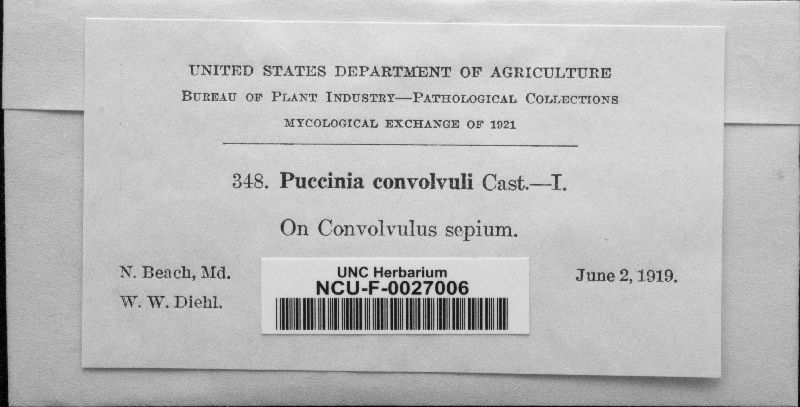 UNITED STATES DEPARTMENT OF AGRICULTURE
BUREAU OF PLANT INDUSTRY—PATHOLOGICAL COLLECTIONS
MYCOLOGICAL EXCHANGE OF 1921
348. Puccinia convolvuli Cast.—I.
On Convolvulus sepium.
N. Beach, Md.
June 2, 1919.
W. W. Diehl.
UNC Herbarium
NCU-F-0027006